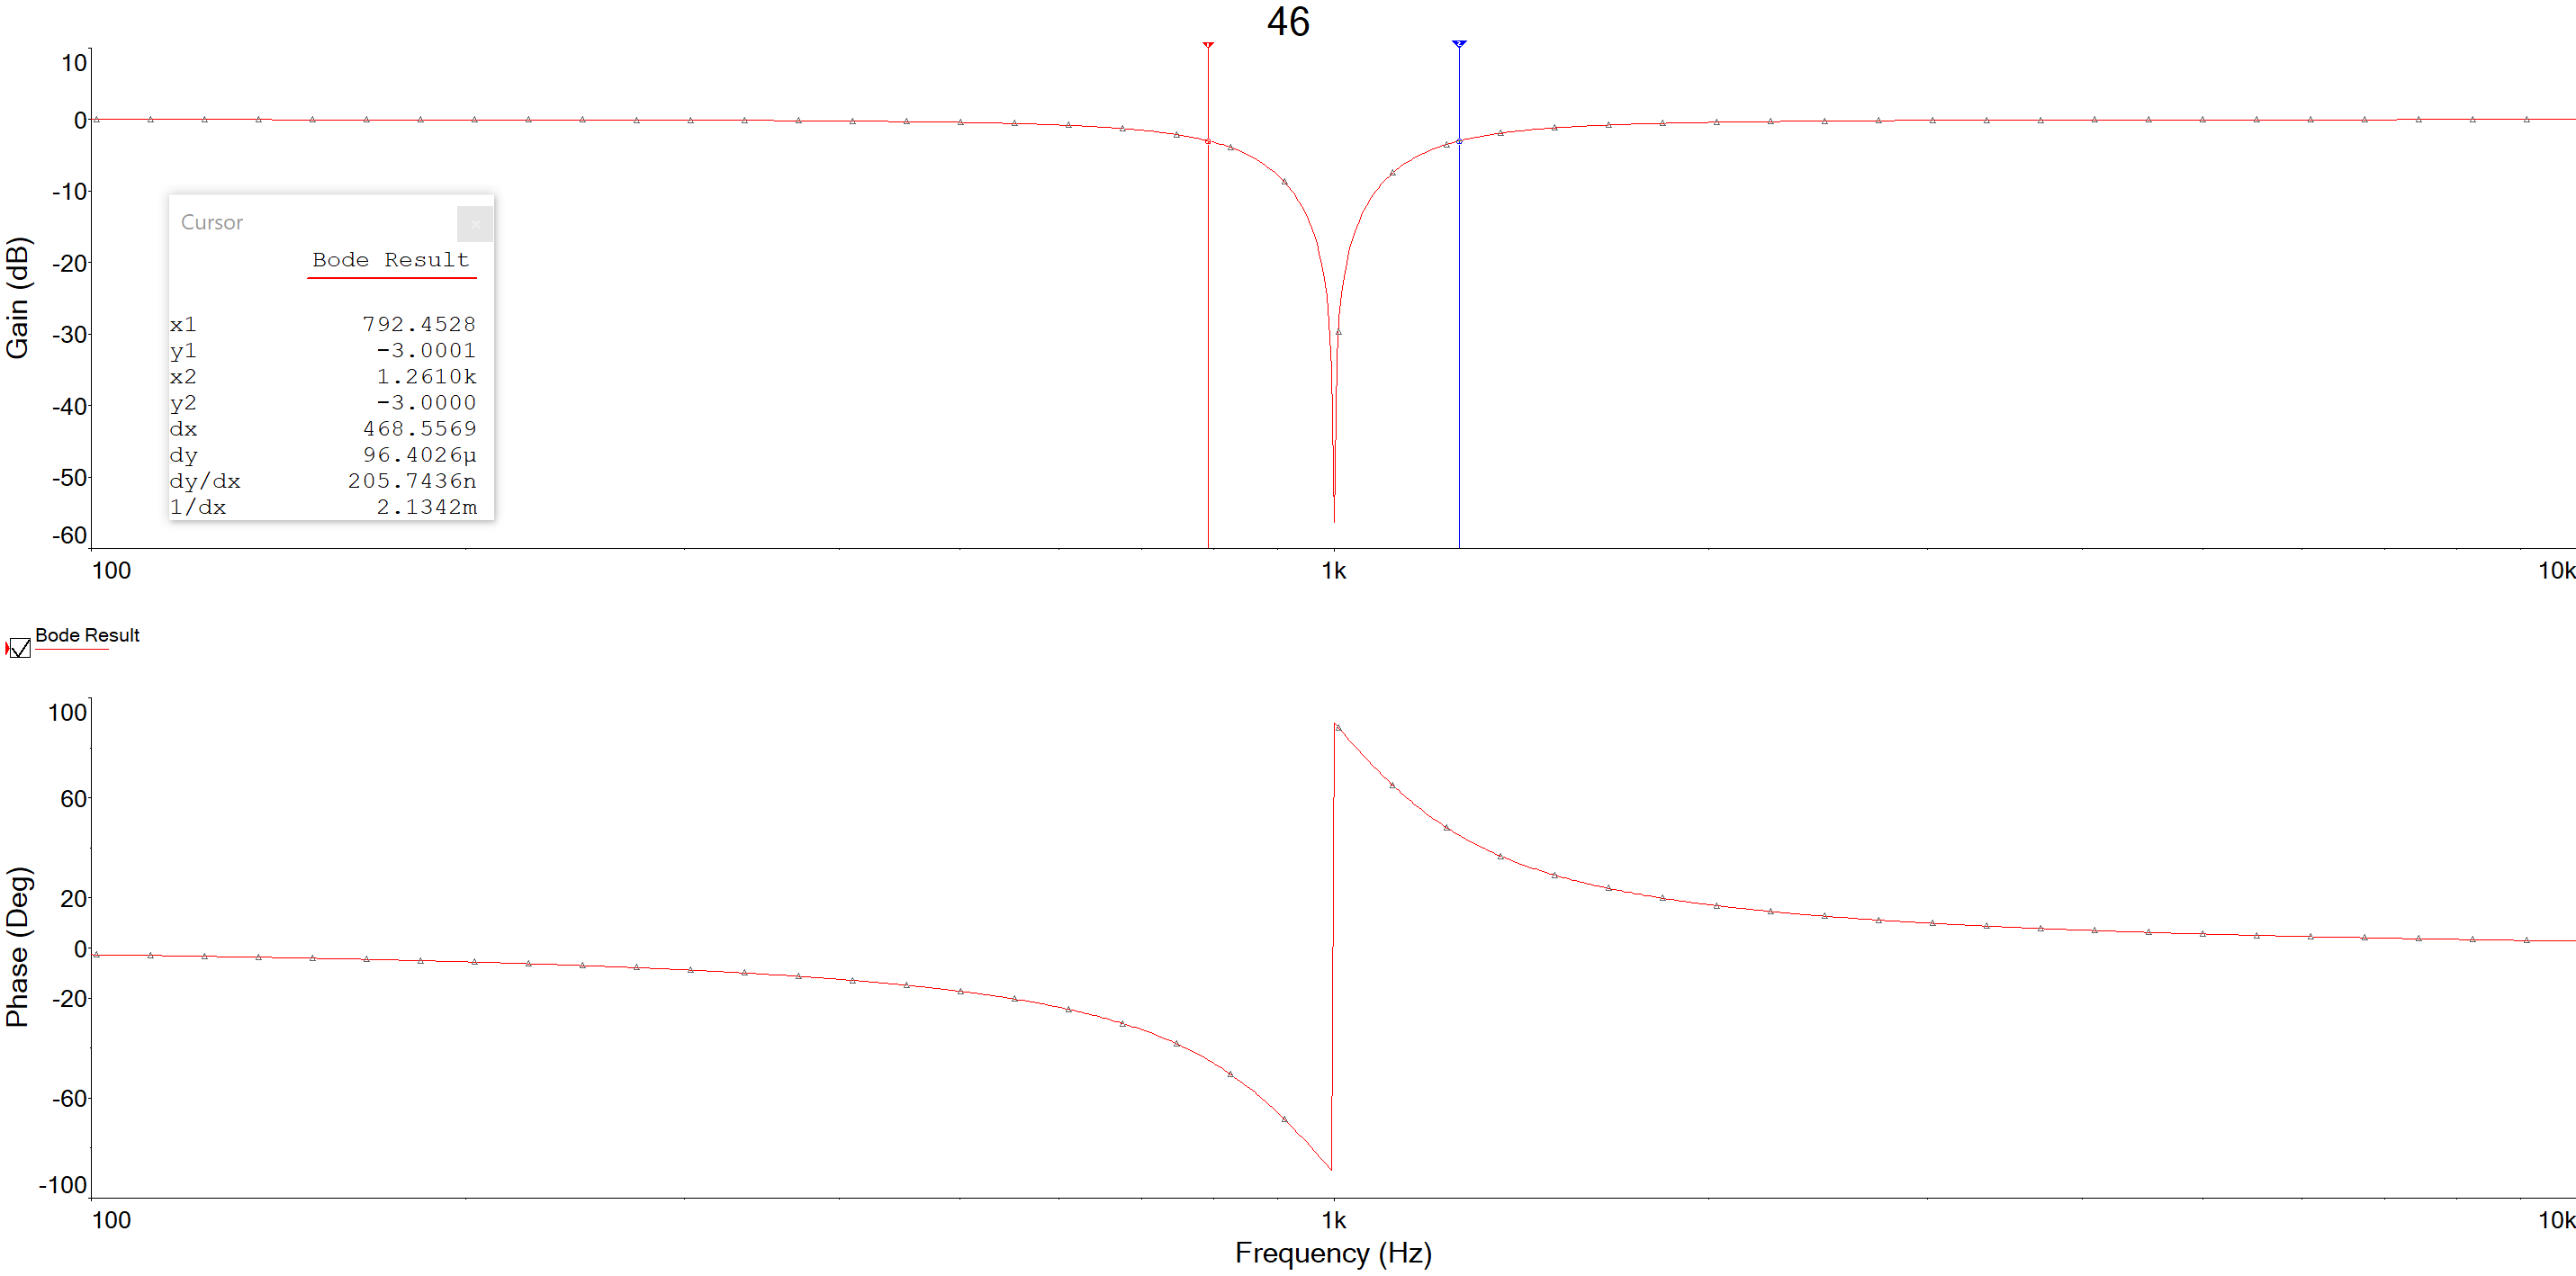 46
10
0
-10
-20
-30
-40
-50
-60
Gain (dB)
100 1k 10k
Cursor
Bode Result
x1 792.4528
y1 -3.0001
x2 1.2610k
y2 -3.0000
dx 468.5569
dy 96.4026µ
dy/dx 205.7436n
1/dx 2.1342m
Bode Result
100
60
20
0
-20
-60
-100
Phase (Deg)
100 1k 10k
Frequency (Hz)